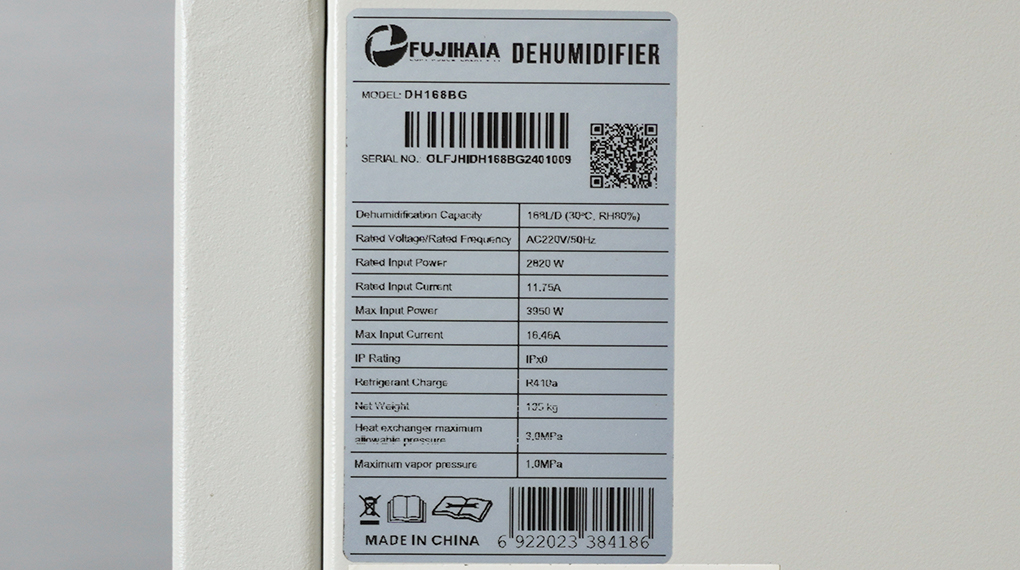 FUJIHAIA DEHUMIDIFIER
MODEL: DH168BG
SERIAL NO. OLFJHIDH168BG2401009
Dehumidification Capacity 168L/D (30°C, RH80%)
Rated Voltage/Rated Frequency AC220V/50Hz
Rated Input Power 2820 W
Rated Input Current 11.75A
Max Input Power 3950 W
Max Input Current 16.46A
IP Rating IPx0
Refrigerant Charge R410a
Net Weight kg
Heat exchanger maximum
allowable pressure 3.0MPa
Maximum vapor pressure 1.0MPa
MADE IN CHINA 6 922023 384186